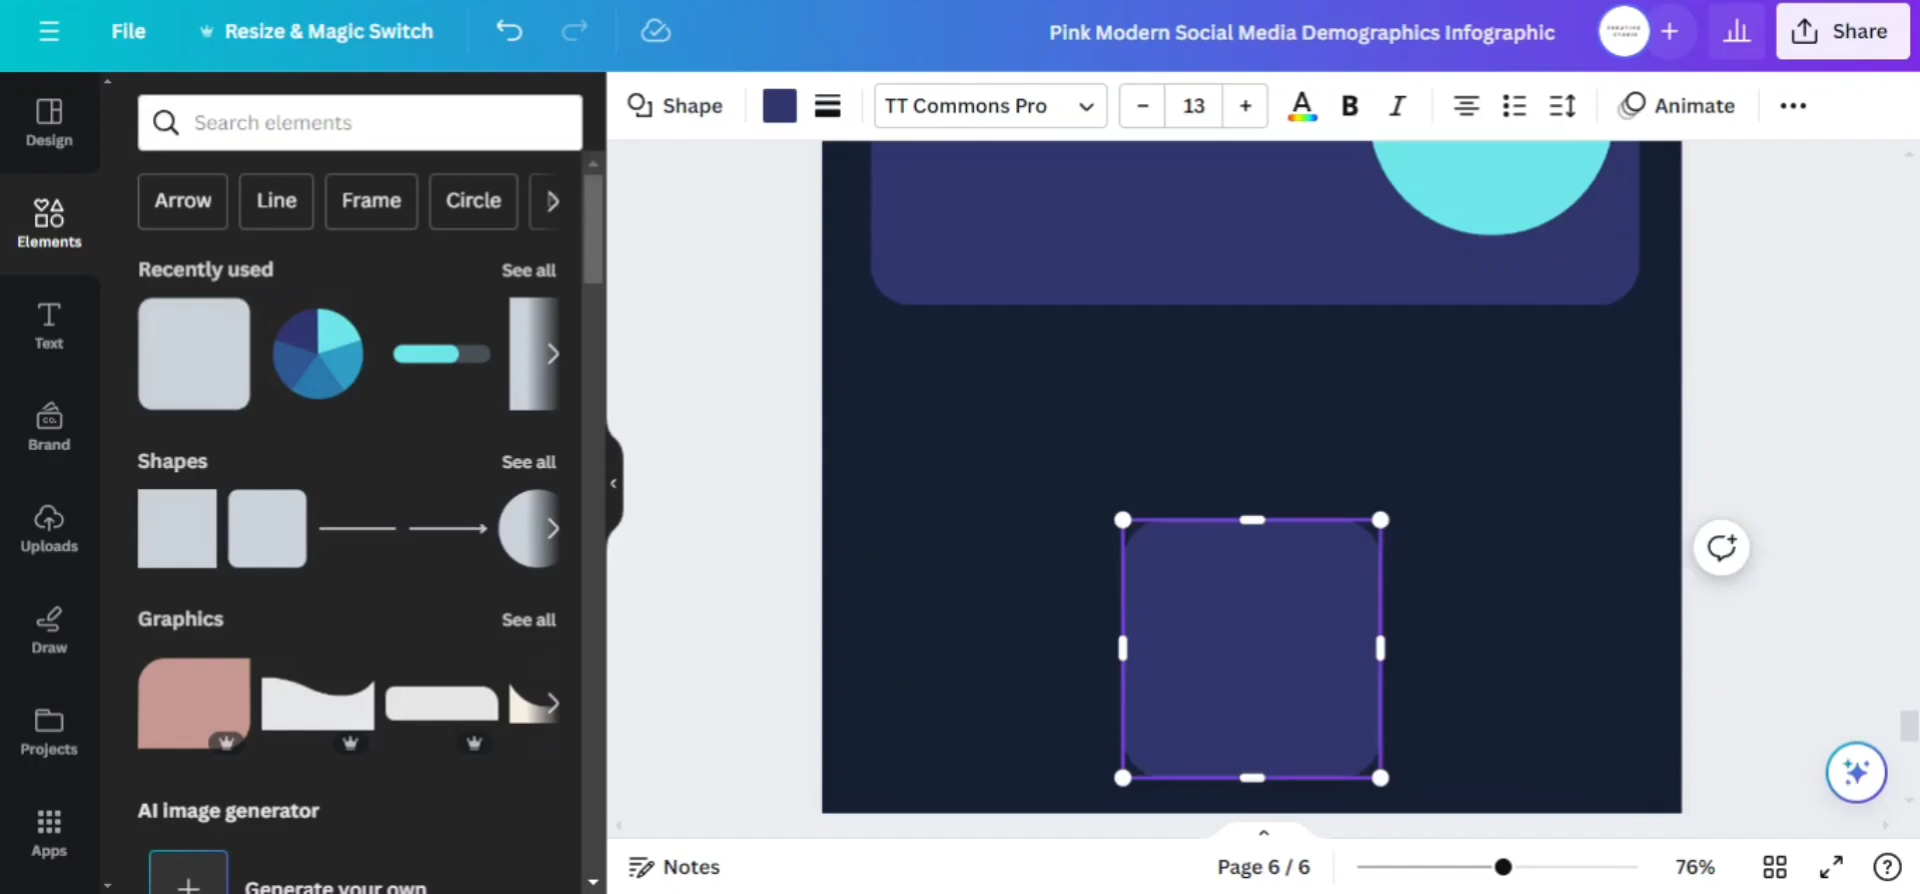 File
Resize & Magic Switch
Pink Modern Social Media Demographics Infographic
Share
Design
Elements
Text
Brand
CO.
Uploads
Draw
Projects
Apps
Search elements
Arrow
Line
Frame
Circle
Recently used
See all
Shapes
See all
Graphics
See all
AI image generator
Generate your own
Shape
TT Commons Pro
13
A
B
I
Animate
Notes
Page 6 / 6
76%